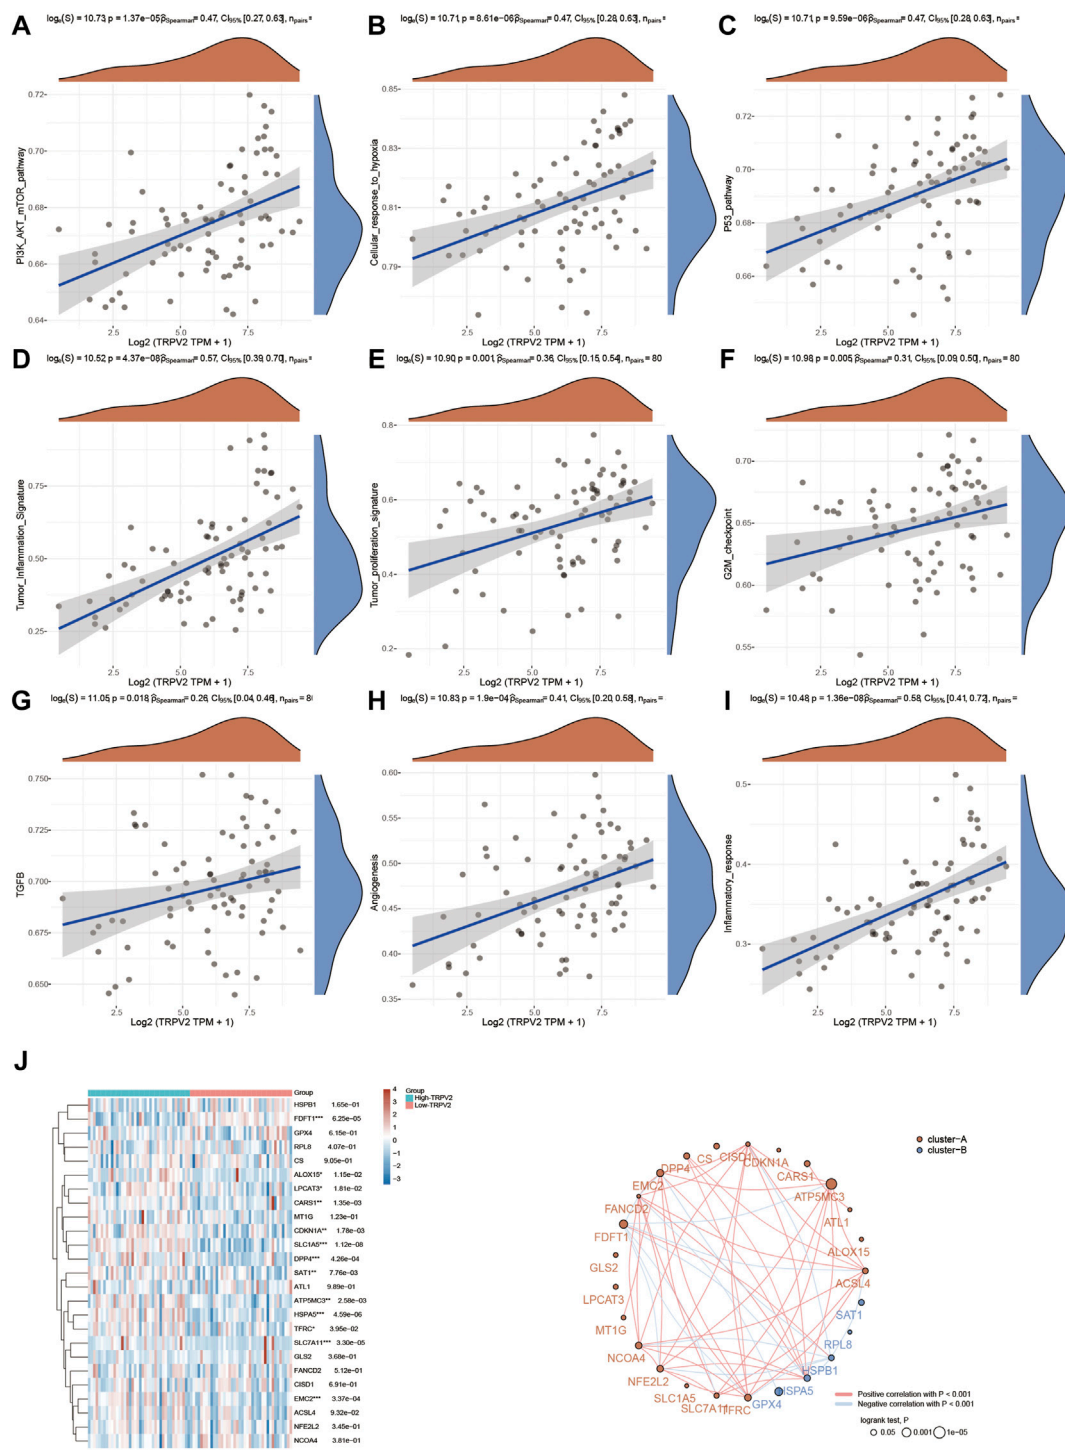 A
logₑ(S) = 10.73, p = 1.37e-05, ρ̂Spearman = 0.47, CI95% [0.27, 0.63], npairs =
B
logₑ(S) = 10.71, p = 8.61e-06, ρ̂Spearman = 0.47, CI95% [0.28, 0.63], npairs =
C
logₑ(S) = 10.71, p = 9.59e-06, ρ̂Spearman = 0.47, CI95% [0.28, 0.63], npairs =
PI3K_AKT_mTOR_pathway
0.72
0.70
0.68
0.66
0.64
2.5 5.0 7.5
Log2 (TRPV2 TPM + 1)
Cellular_response_to_hypoxia
0.85
0.83
0.81
0.79
2.5 5.0 7.5
Log2 (TRPV2 TPM + 1)
P53_pathway
0.72
0.70
0.68
0.66
2.5 5.0 7.5
Log2 (TRPV2 TPM + 1)
D
logₑ(S) = 10.52, p = 4.37e-08, ρ̂Spearman = 0.57, CI95% [0.39, 0.70], npairs =
E
logₑ(S) = 10.90, p = 0.001, ρ̂Spearman = 0.36, CI95% [0.15, 0.54], npairs = 80
F
logₑ(S) = 10.98, p = 0.005, ρ̂Spearman = 0.31, CI95% [0.09, 0.50], npairs = 80
Tumor_Inflammation_Signature
0.75
0.50
0.25
2.5 5.0 7.5
Log2 (TRPV2 TPM + 1)
Tumor_proliferation_signature
0.8
0.6
0.4
0.2
2.5 5.0 7.5
Log2 (TRPV2 TPM + 1)
G2M_checkpoint
0.70
0.65
0.60
0.55
2.5 5.0 7.5
Log2 (TRPV2 TPM + 1)
G
logₑ(S) = 11.05, p = 0.018, ρ̂Spearman = 0.26, CI95% [0.04, 0.46], npairs = 80
H
logₑ(S) = 10.83, p = 1.9e-04, ρ̂Spearman = 0.41, CI95% [0.20, 0.58], npairs =
I
logₑ(S) = 10.48, p = 1.36e-08, ρ̂Spearman = 0.58, CI95% [0.41, 0.72], npairs =
TGFB
0.750
0.725
0.700
0.675
0.650
2.5 5.0 7.5
Log2 (TRPV2 TPM + 1)
Angiogenesis
0.60
0.55
0.50
0.45
0.40
0.35
2.5 5.0 7.5
Log2 (TRPV2 TPM + 1)
Inflammatory_response
0.5
0.4
0.3
2.5 5.0 7.5
Log2 (TRPV2 TPM + 1)
J
Group
HSPB1 1.65e-01
FDFT1*** 6.25e-05
GPX4 6.15e-01
RPL8 4.07e-01
CS 9.05e-01
ALOX15* 1.15e-02
LPCAT3* 1.81e-02
CARS1** 1.35e-03
MT1G 1.23e-01
CDKN1A** 1.78e-03
SLC1A5*** 1.12e-08
DPP4*** 4.26e-04
SAT1** 7.76e-03
ATL1 9.89e-01
ATP5MC3** 2.58e-03
HSPA5*** 4.59e-06
TFRC* 3.95e-02
SLC7A11*** 3.30e-05
GLS2 3.68e-01
FANCD2 5.12e-01
CISD1 6.91e-01
EMC2*** 3.37e-04
ACSL4 9.32e-02
NFE2L2 3.45e-01
NCOA4 3.81e-01
4
3
2
1
0
-1
-2
-3
Group
High-TRPV2
Low-TRPV2
CS
CISD1
CDKN1A
CARS1
ATP5MC3
ATL1
ALOX15
ACSL4
SAT1
RPL8
HSPB1
HSPA5
GPX4
TFRC
SLC7A11
SLC1A5
NFE2L2
NCOA4
MT1G
LPCAT3
GLS2
FDFT1
FANCD2
EMC2
DPP4
cluster-A
cluster-B
Positive correlation with P < 0.001
Negative correlation with P < 0.001
logrank test, P
0.05 0.001 1e-05